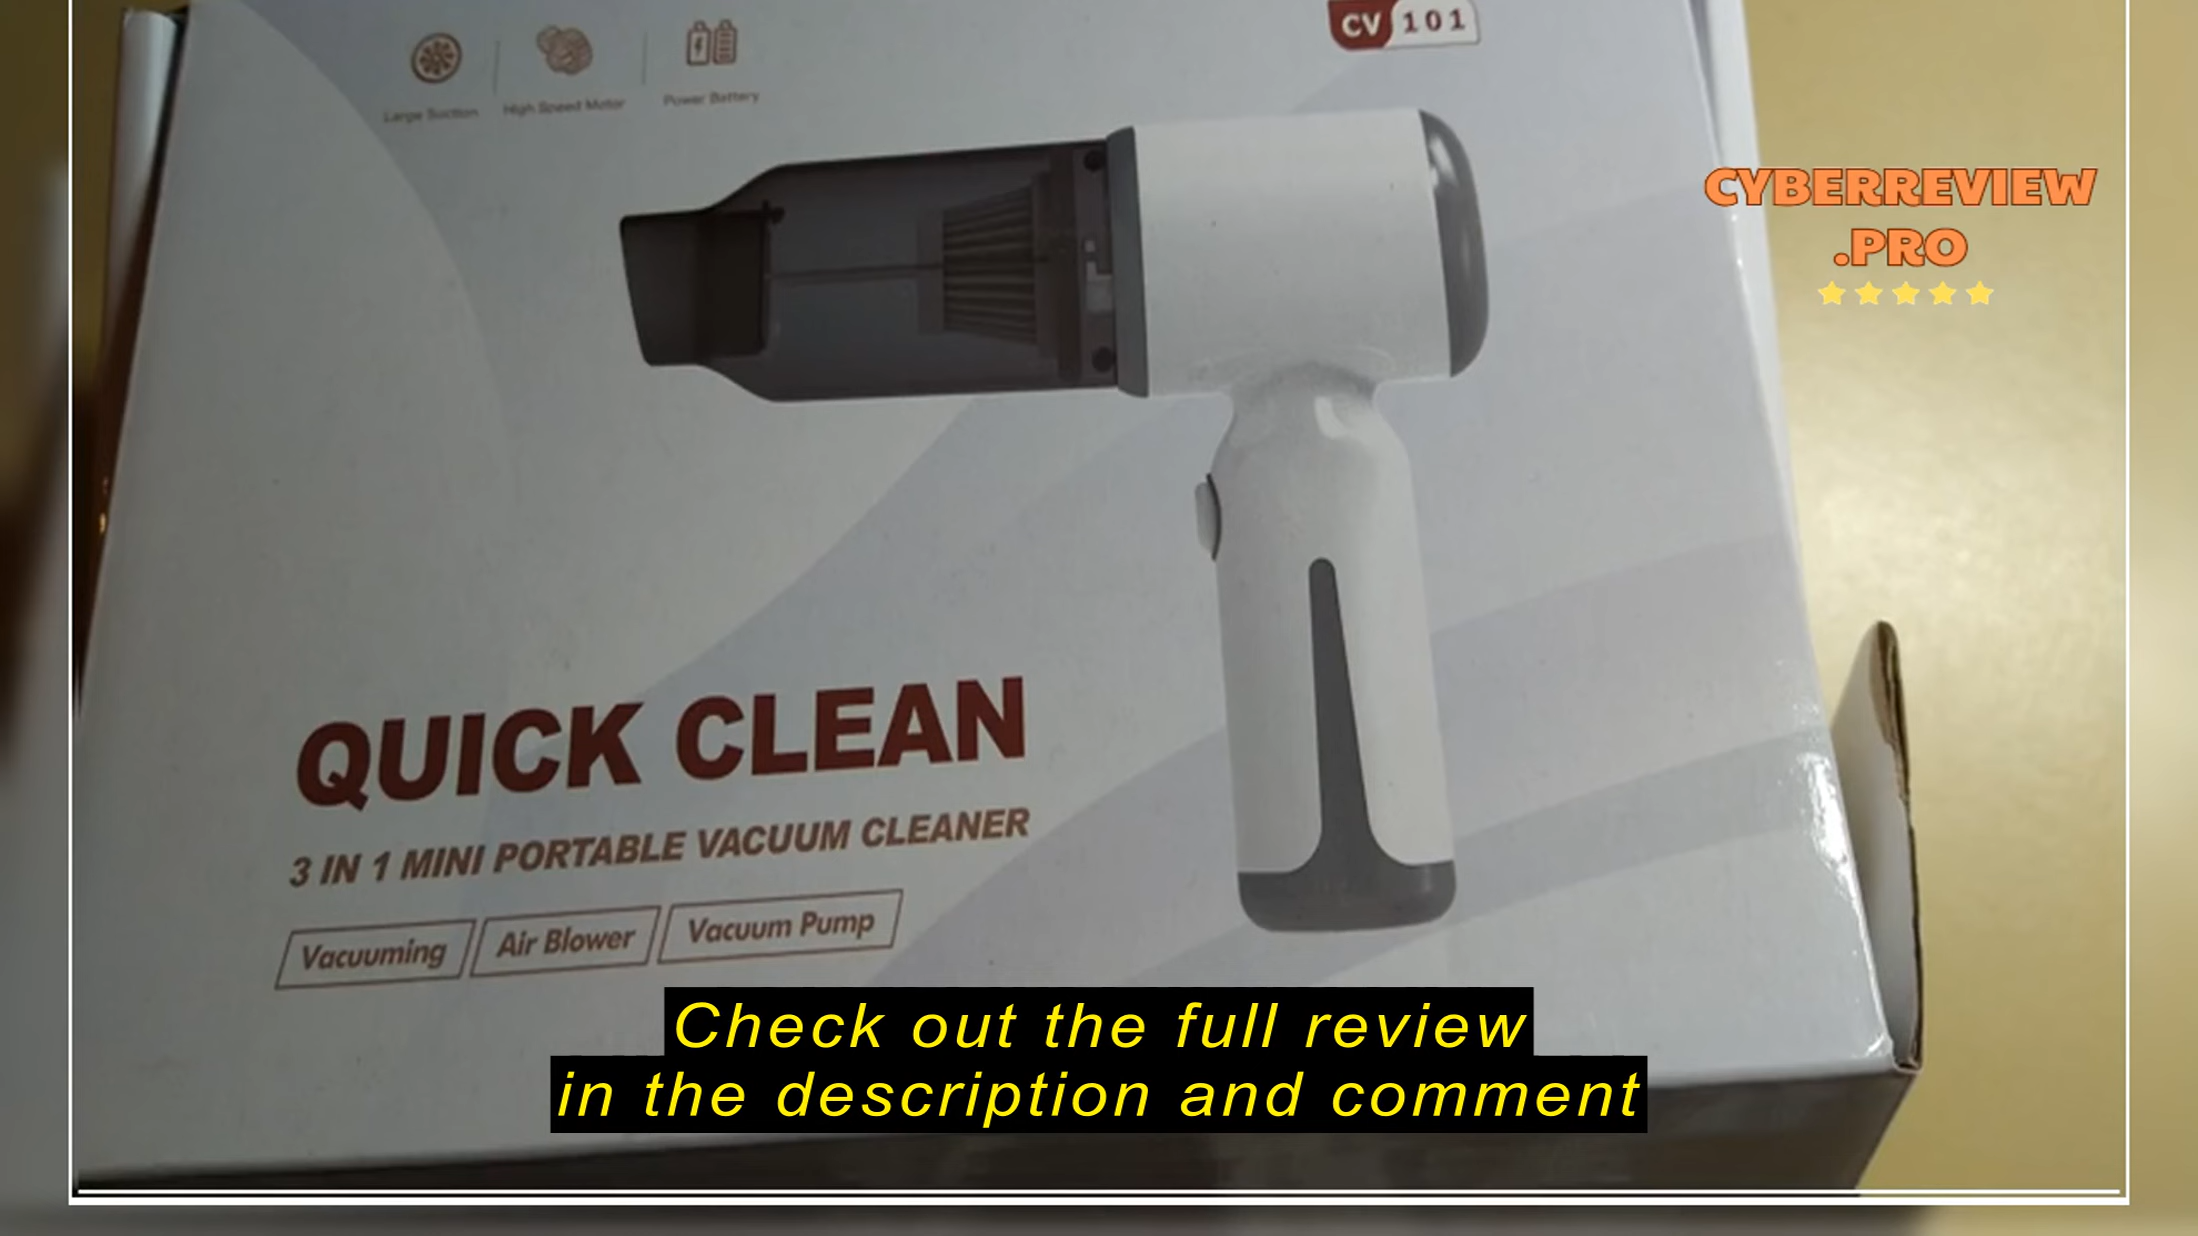 CV 101
Large Suction
High Speed Motor
Power Battery
CYBERREVIEW
.PRO
QUICK CLEAN
3 IN 1 MINI PORTABLE VACUUM CLEANER
Vacuuming
Air Blower
Vacuum Pump
Check out the full review
in the description and comment